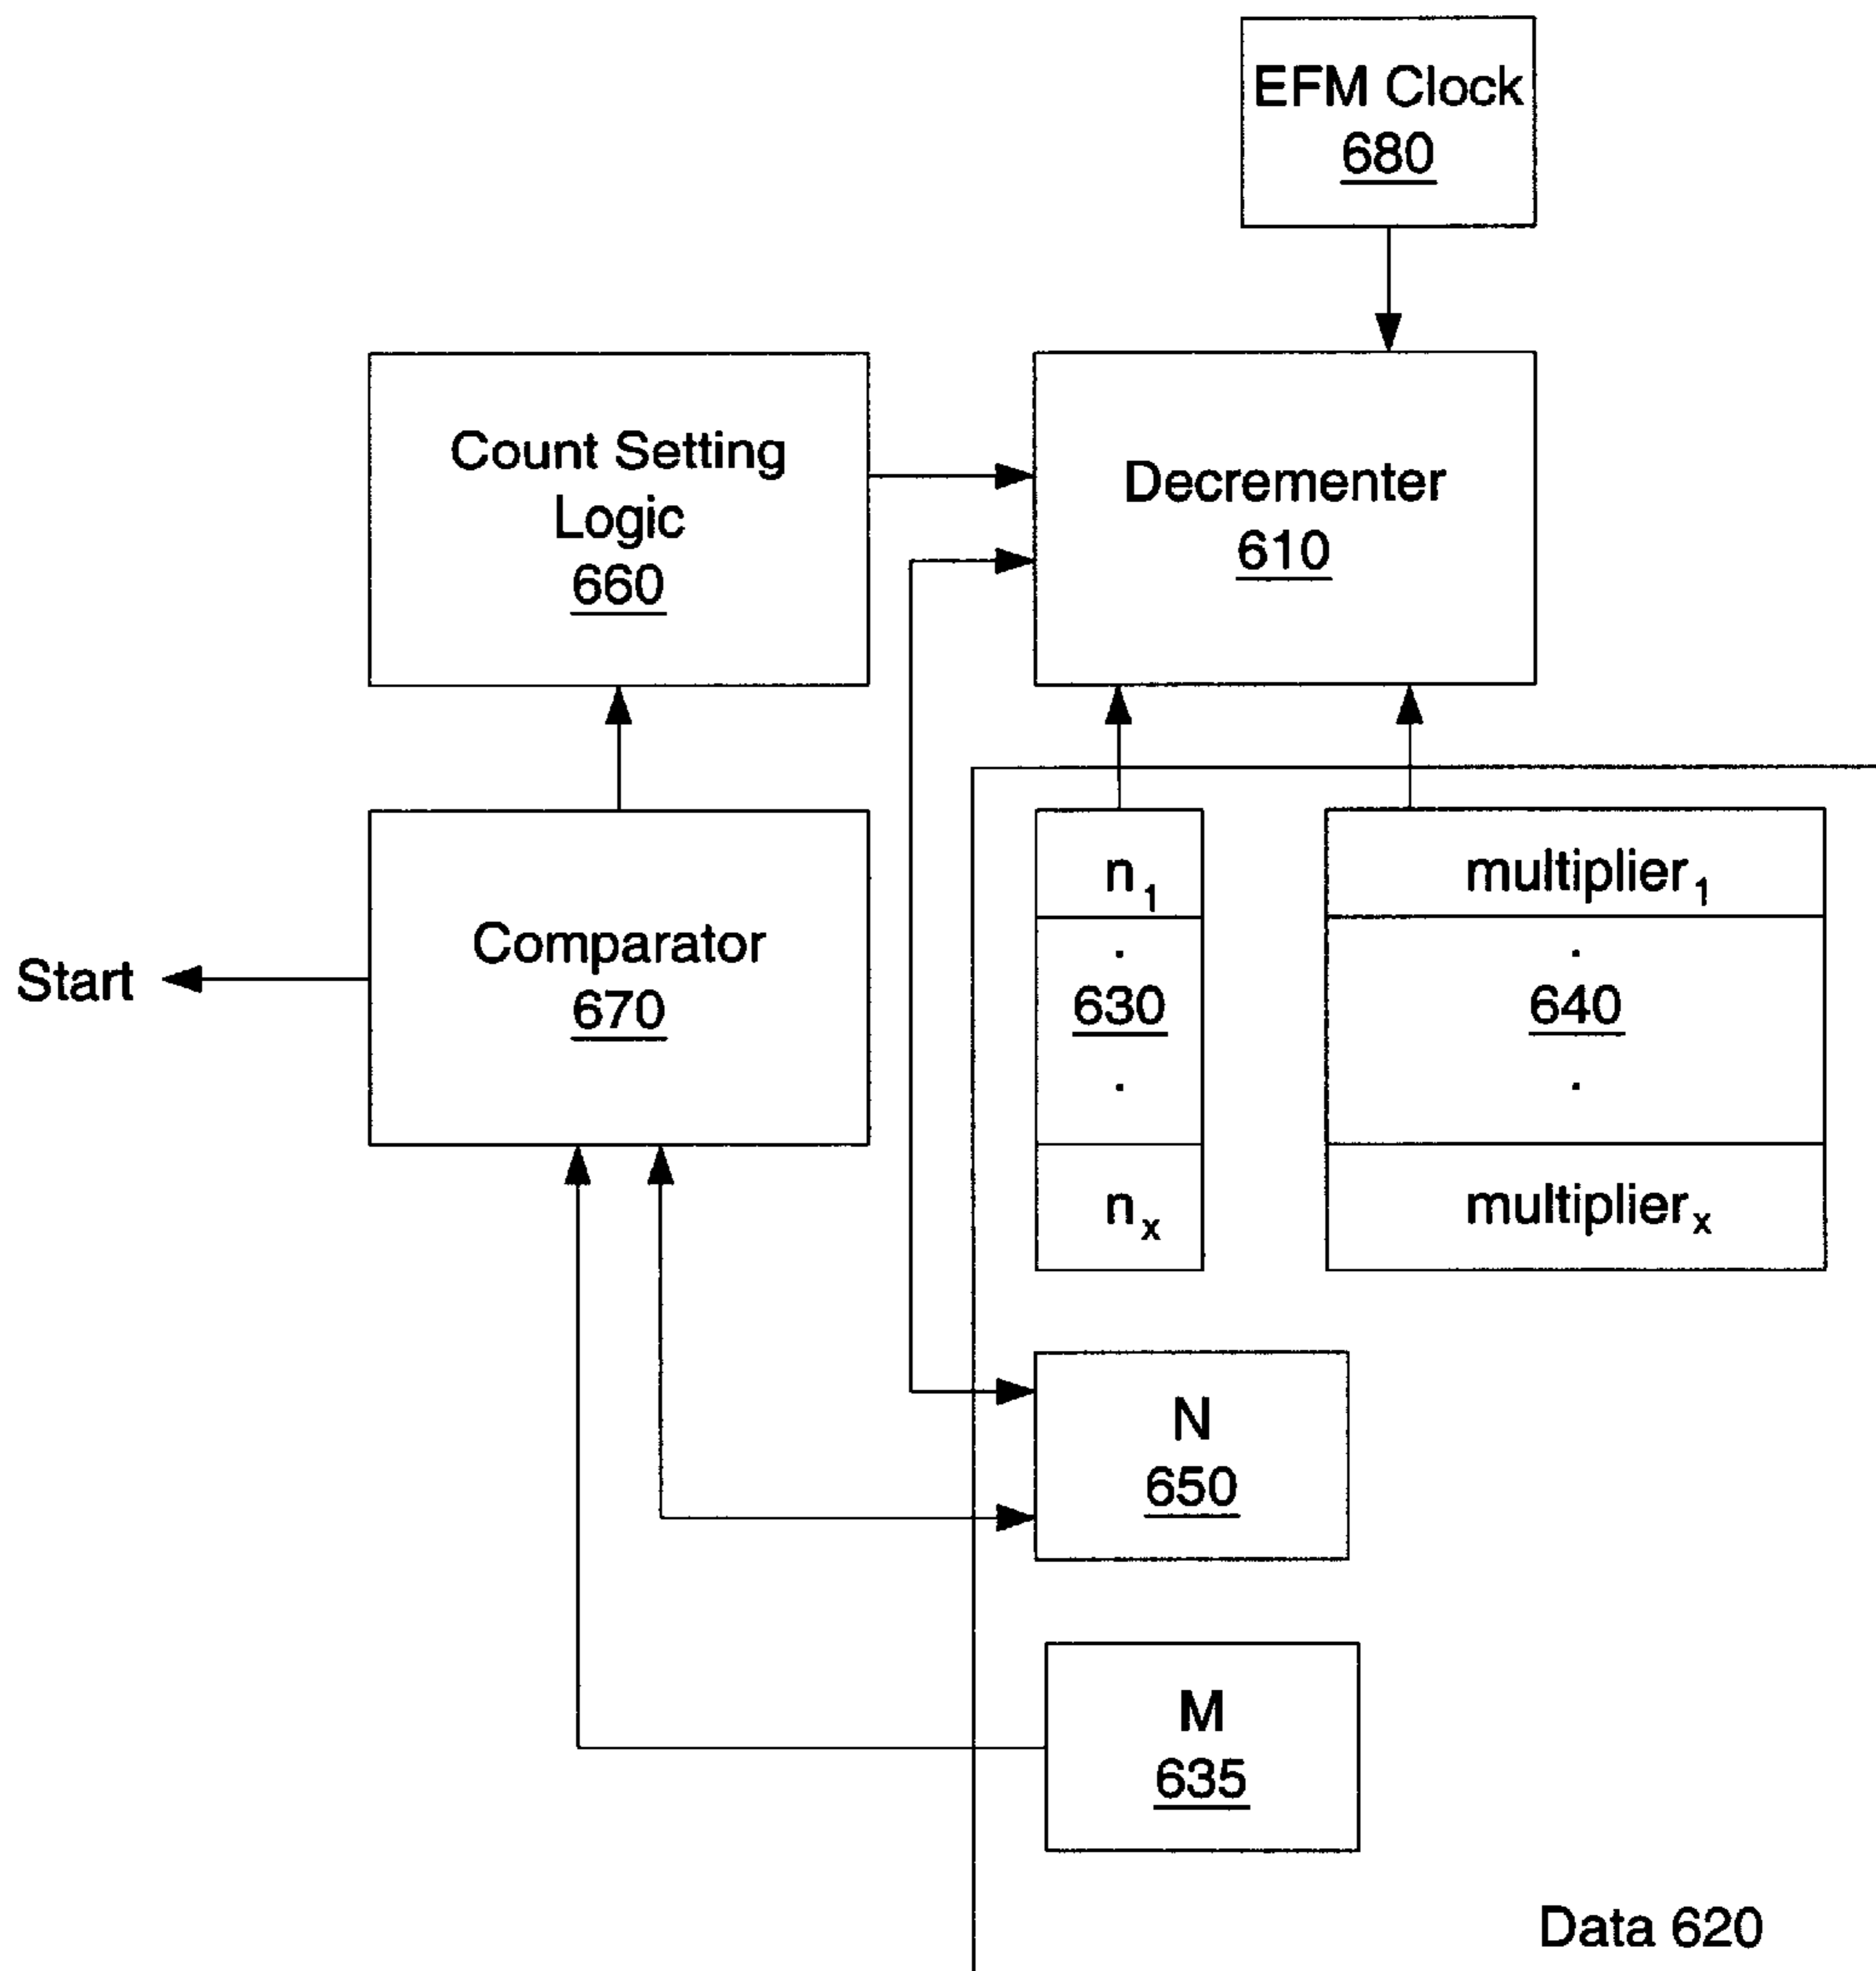 EFM Clock
680
Count Setting
Logic
660
Decrementer
610
Comparator
670
Start
n1
.
630
.
nx
multiplier1
.
640
.
multiplierx
N
650
M
635
Data 620